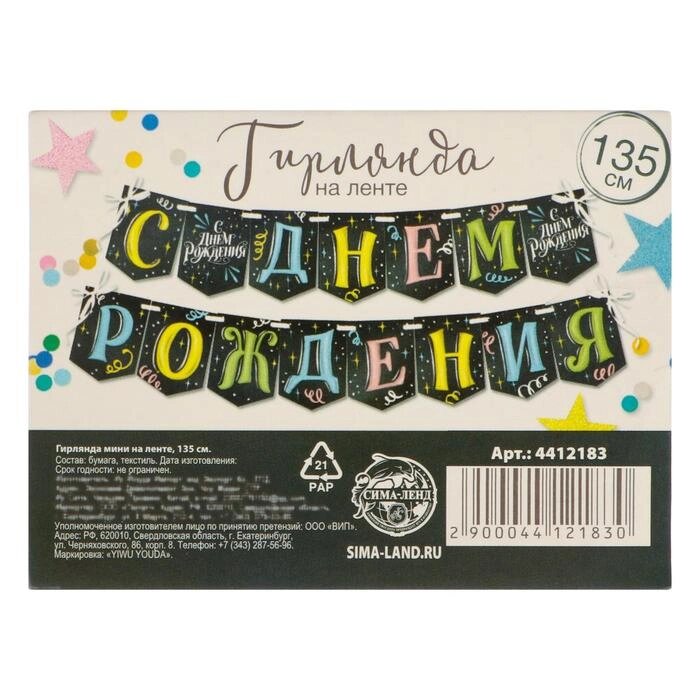 Гирлянда
на ленте
135
см
С
С
ДНЕМ
РОЖДЕНИЯ
ДНЕМ
С
ДНЕМ
РОЖДЕНИЯ
РОЖДЕНИЯ
Гирлянда мини на ленте, 135 см.
Состав: бумага, текстиль. Дата изготовления:
Срок годности: не ограничен.
Уполномоченное изготовителем лицо по принятию претензий: ООО «ВИП».
Адрес: РФ, 620010, Свердловская область, г. Екатеринбург,
ул. Черняховского, 86, корп. 8. Телефон: +7 (343) 287-56-96.
Маркировка: «YIWU YOUDA».
21
PAP
СИМА-ЛЕНД
SIMA-LAND.RU
Арт.: 4412183
2 900044 121830